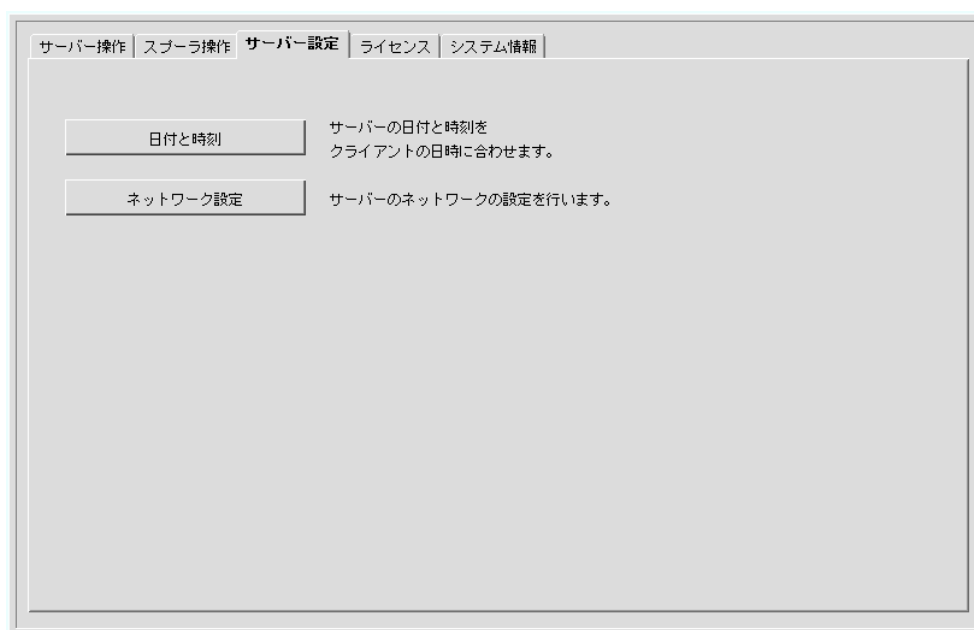 サーバー操作 スプーラ操作 サーバー設定 ライセンス システム情報
日付と時刻
サーバーの日付と時刻を
クライアントの日時に合わせます。
ネットワーク設定
サーバーのネットワークの設定を行います。